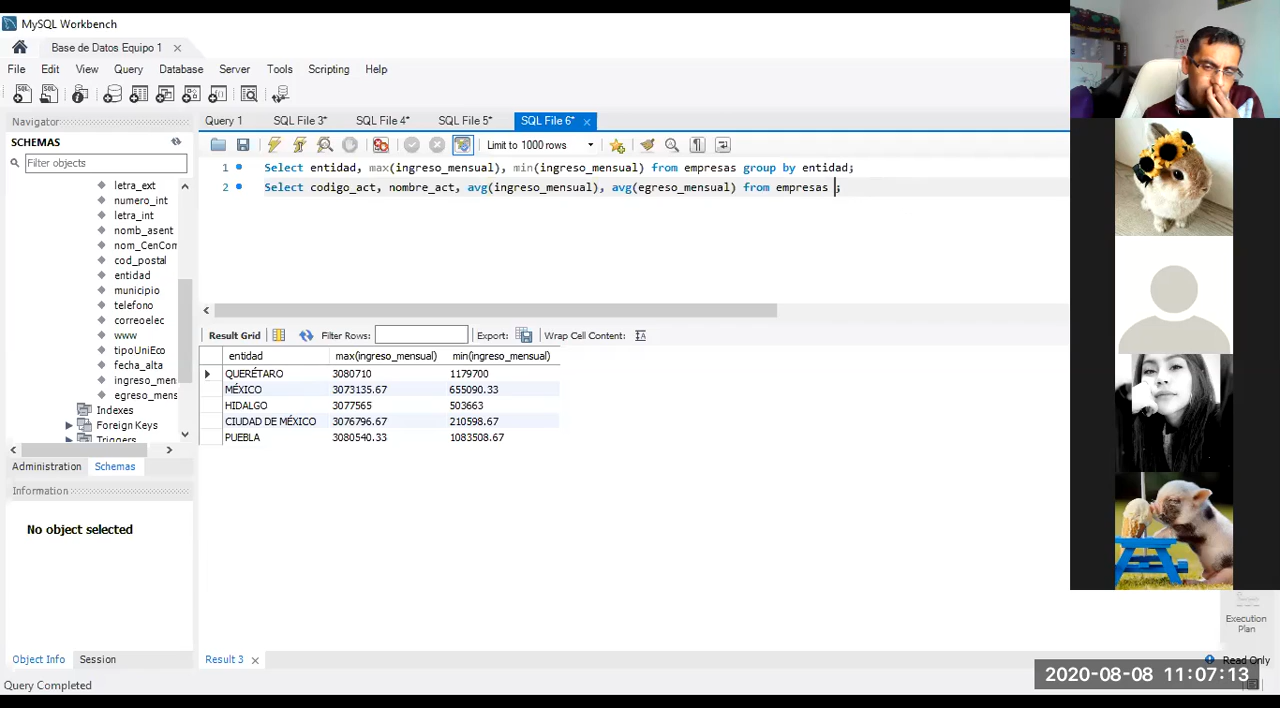 MySQL Workbench
Base de Datos Equipo 1
File Edit View Query Database Server Tools Scripting Help
Navigator
SCHEMAS
Filter objects
letra_ext
numero_int
letra_int
nomb_asent
nom_CenCom
cod_postal
entidad
municipio
telefono
correoelec
www
tipoUniEco
fecha_alta
ingreso_men
egreso_mens
Indexes
Foreign Keys
Triggers
Administration Schemas
Information
No object selected
Object Info Session
Query Completed
Query 1 SQL File 3* SQL File 4* SQL File 5* SQL File 6*
Limit to 1000 rows
1 Select entidad, max(ingreso_mensual), min(ingreso_mensual) from empresas group by entidad;
2 Select codigo_act, nombre_act, avg(ingreso_mensual), avg(egreso_mensual) from empresas ;
Result Grid Filter Rows: Export: Wrap Cell Content:
entidad max(ingreso_mensual) min(ingreso_mensual)
QUERÉTARO 3080710 1179700
MÉXICO 3073135.67 655090.33
HIDALGO 3077565 503663
CIUDAD DE MÉXICO 3076796.67 210598.67
PUEBLA 3080540.33 1083508.67
Result 3
Execution
Plan
Read Only
2020-08-08 11:07:13